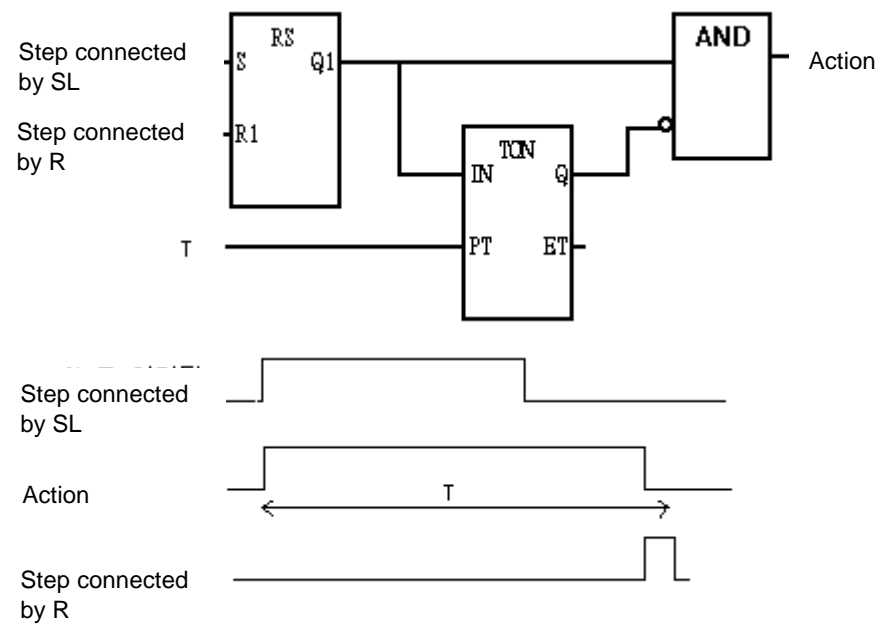 Step connected
by SL
S
RS
Q1
R1
Step connected
by R
AND
Action
TON
IN
Q
T
PT
ET
Step connected
by SL
Action
T
Step connected
by R